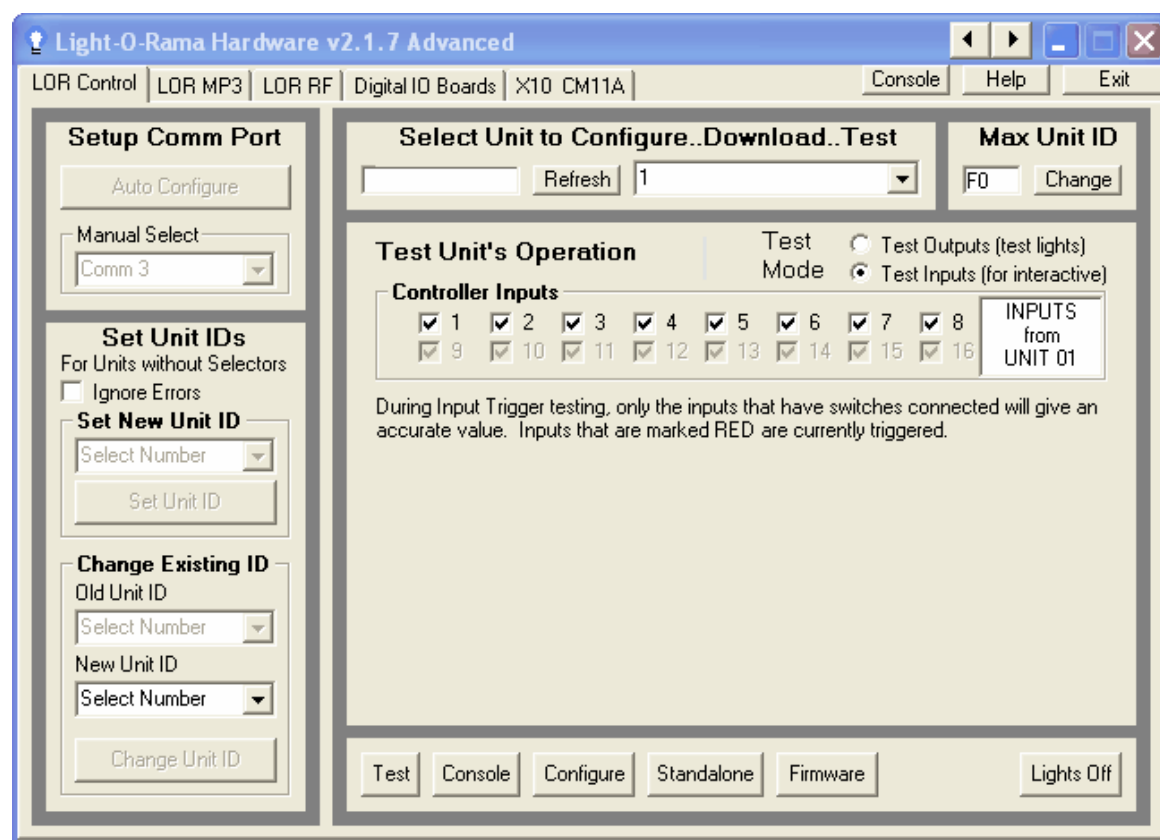 Light-O-Rama Hardware v2.1.7 Advanced
LOR Control LOR MP3 LOR RF Digital IO Boards X10 CM11A Console Help Exit
Setup Comm Port
Auto Configure
Manual Select
Comm 3
Set Unit IDs
For Units without Selectors
Ignore Errors
Set New Unit ID
Select Number
Set Unit ID
Change Existing ID
Old Unit ID
Select Number
New Unit ID
Select Number
Change Unit ID
Select Unit to Configure..Download..Test
Refresh 1
Max Unit ID
F0 Change
Test Unit's Operation
Test Mode
Test Outputs (test lights)
Test Inputs (for interactive)
Controller Inputs
1 2 3 4 5 6 7 8
9 10 11 12 13 14 15 16
INPUTS
from
UNIT 01
During Input Trigger testing, only the inputs that have switches connected will give an
accurate value. Inputs that are marked RED are currently triggered.
Test Console Configure Standalone Firmware Lights Off